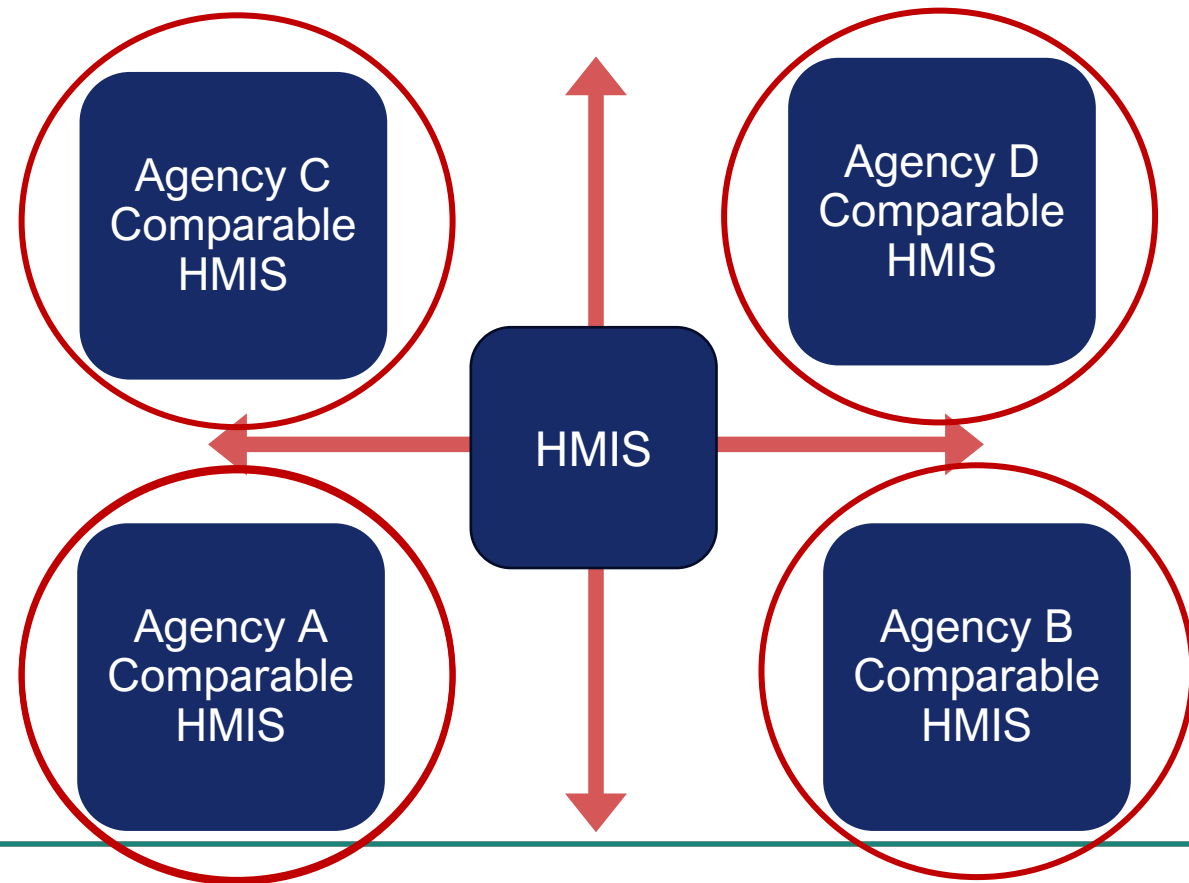 Agency C
Comparable
HMIS
Agency D
Comparable
HMIS
HMIS
Agency A
Comparable
HMIS
Agency B
Comparable
HMIS